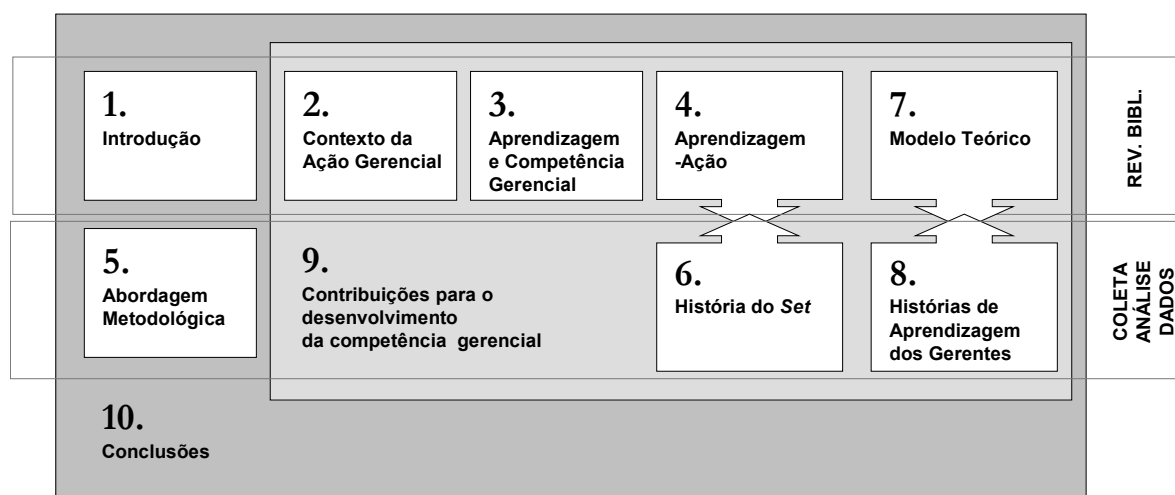 1.
Introdução
2.
Contexto da
Ação Gerencial
3.
Aprendizagem
e Competência
Gerencial
4.
Aprendizagem
-Ação
7.
Modelo Teórico
REV. BIBL.
5.
Abordagem
Metodológica
9.
Contribuições para o
desenvolvimento
da competência gerencial
6.
História do Set
8.
Histórias de
Aprendizagem
dos Gerentes
COLETA
ANÁLISE
DADOS
10.
Conclusões